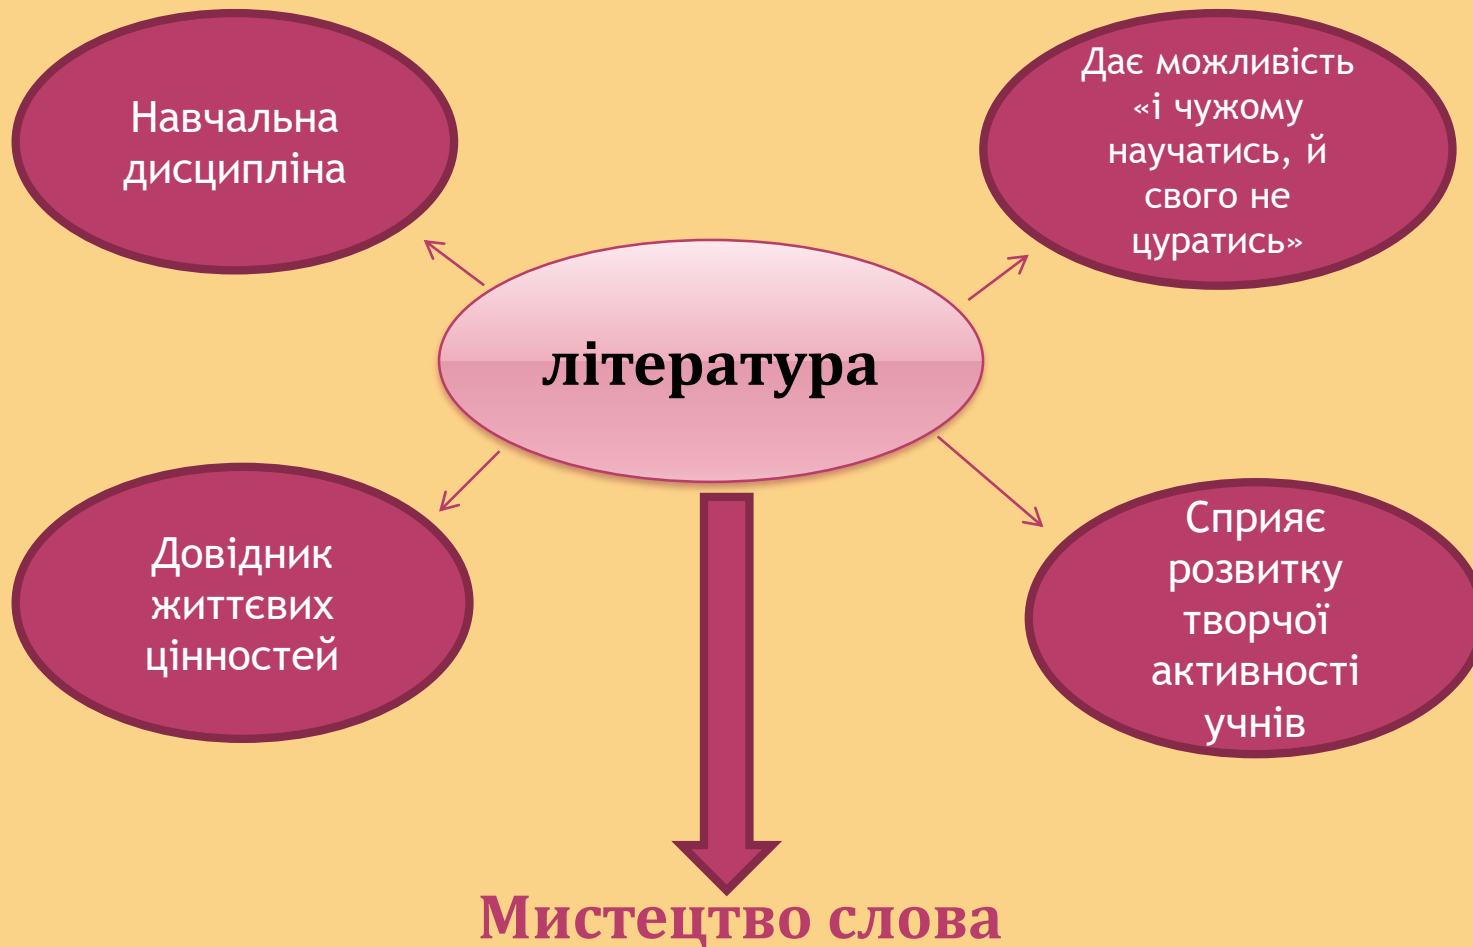 Навчальна
дисципліна
Дає можливість
«і чужому
научатись, й
свого не
цуратись»
література
Довідник
життєвих
цінностей
Сприяє
розвитку
творчої
активності
учнів
Мистецтво слова